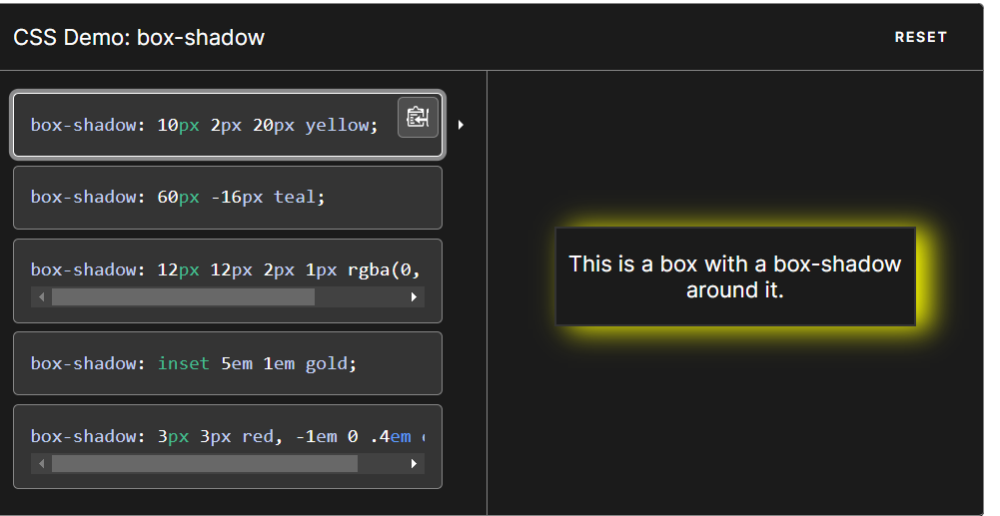 CSS Demo: box-shadow
RESET
box-shadow: 10px 2px 20px yellow;
box-shadow: 60px -16px teal;
box-shadow: 12px 12px 2px 1px rgba(0,
box-shadow: inset 5em 1em gold;
box-shadow: 3px 3px red, -1em 0 .4em
This is a box with a box-shadow
around it.